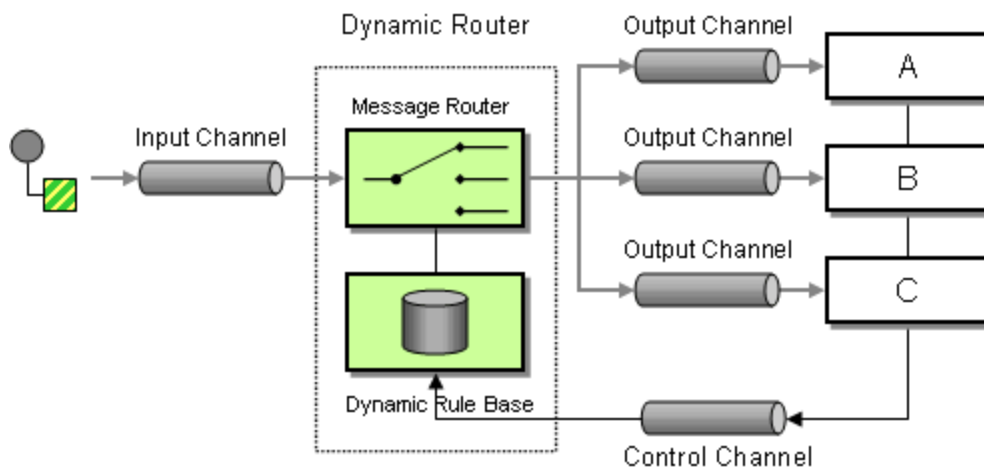 Dynamic Router
Output Channel
A
Message Router
Input Channel
Output Channel
B
Output Channel
C
Dynamic Rule Base
Control Channel